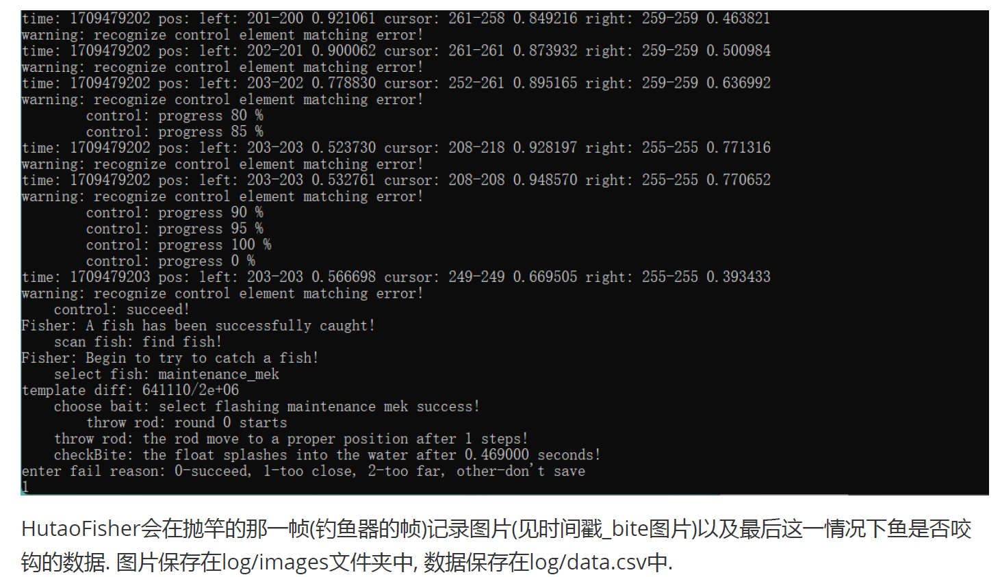 time: 1709479202 pos: left: 201-200 0.921061 cursor: 261-258 0.849216 right: 259-259 0.463821
warning: recognize control element matching error!
time: 1709479202 pos: left: 202-201 0.900062 cursor: 261-261 0.873932 right: 259-259 0.500984
warning: recognize control element matching error!
time: 1709479202 pos: left: 203-202 0.778830 cursor: 252-261 0.895165 right: 259-259 0.636992
warning: recognize control element matching error!
control: progress 80 %
control: progress 85 %
time: 1709479202 pos: left: 203-203 0.523730 cursor: 208-218 0.928197 right: 255-255 0.771316
warning: recognize control element matching error!
time: 1709479202 pos: left: 203-203 0.532761 cursor: 208-208 0.948570 right: 255-255 0.770652
warning: recognize control element matching error!
control: progress 90 %
control: progress 95 %
control: progress 100 %
control: progress 0 %
time: 1709479203 pos: left: 203-203 0.566698 cursor: 249-249 0.669505 right: 255-255 0.393433
warning: recognize control element matching error!
control: succeed!
Fisher: A fish has been successfully caught!
scan fish: find fish!
Fisher: Begin to try to catch a fish!
select fish: maintenance_mek
template diff: 641110/2e+06
choose bait: select flashing maintenance mek success!
throw rod: round 0 starts
throw rod: the rod move to a proper position after 1 steps!
checkBite: the float splashes into the water after 0.469000 seconds!
enter fail reason: 0-succeed, 1-too close, 2-too far, other-don't save
1
HutaoFisher会在抛竿的那一帧(钓鱼器的帧)记录图片(见时间戳_bite图片)以及最后这一情况下鱼是否咬
钩的数据. 图片保存在log/images文件夹中, 数据保存在log/data.csv中.